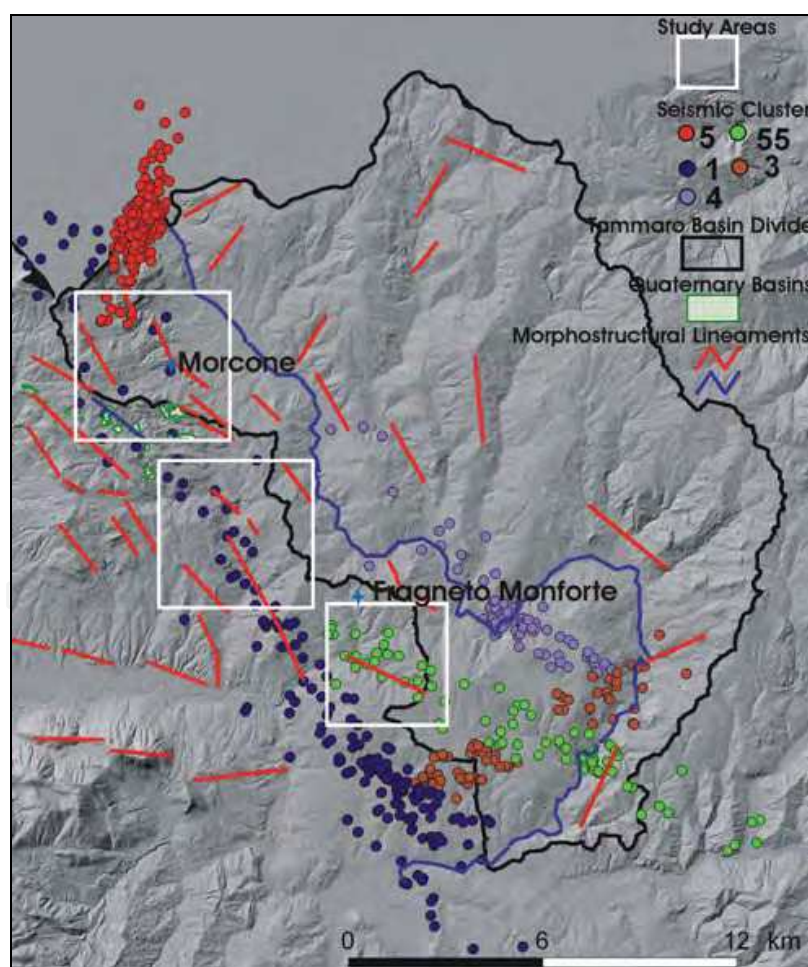 Study Areas
Seismic Cluster
5 55
1 3
4
Tammaro Basin Divide
Quaternary Basins
Morphostructural Lineaments
Morcone
Fragneto Monforte
0 6 12 km